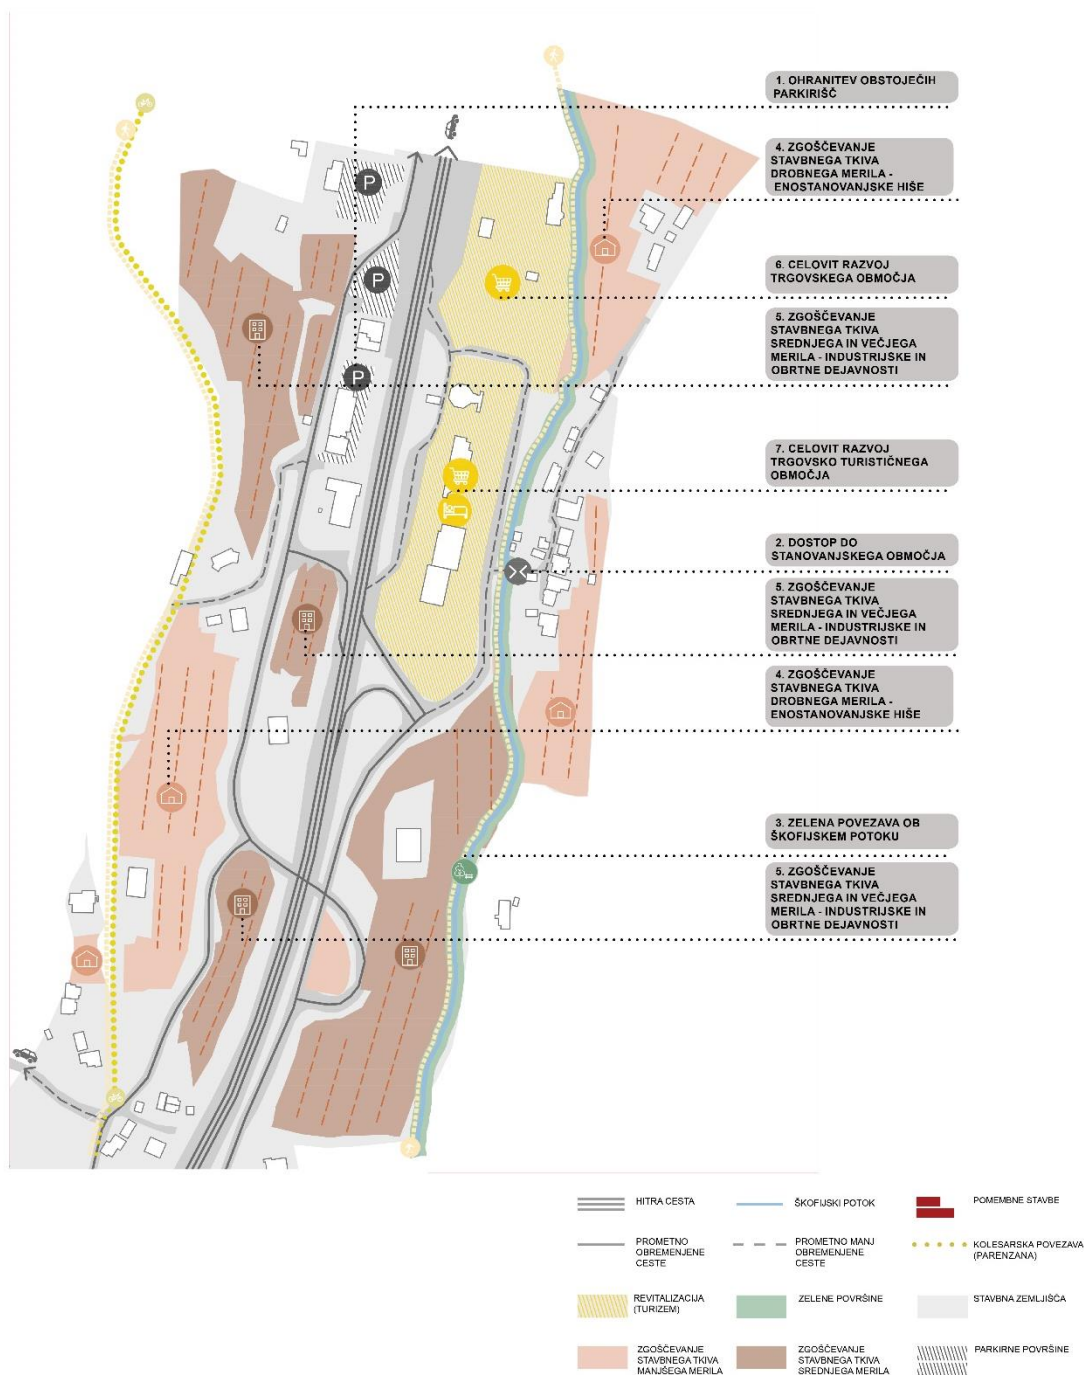 1. OHRANITEV OBSTOJEČIH
PARKIRIŠČ
4. ZGOŠČEVANJE
STAVBNEGA TKIVA
DROBNEGA MERILA -
ENOSTANOVANJSKE HIŠE
6. CELOVIT RAZVOJ
TRGOVSKEGA OBMOČJA
5. ZGOŠČEVANJE
STAVBNEGA TKIVA
SREDNJEGA IN VEČJEGA
MERILA - INDUSTRIJSKE IN
OBRTNE DEJAVNOSTI
7. CELOVIT RAZVOJ
TRGOVSKO TURISTIČNEGA
OBMOČJA
2. DOSTOP DO
STANOVANJSKEGA OBMOČJA
5. ZGOŠČEVANJE
STAVBNEGA TKIVA
SREDNJEGA IN VEČJEGA
MERILA - INDUSTRIJSKE IN
OBRTNE DEJAVNOSTI
4. ZGOŠČEVANJE
STAVBNEGA TKIVA
DROBNEGA MERILA -
ENOSTANOVANJSKE HIŠE
3. ZELENA POVEZAVA OB
ŠKOFIJSKEM POTOKU
5. ZGOŠČEVANJE
STAVBNEGA TKIVA
SREDNJEGA IN VEČJEGA
MERILA - INDUSTRIJSKE IN
OBRTNE DEJAVNOSTI
P
P
P
HITRA CESTA
ŠKOFIJSKI POTOK
POMEMBNE STAVBE
PROMETNO
OBREMENJENE
CESTE
PROMETNO MANJ
OBREMENJENE
CESTE
KOLESARSKA POVEZAVA
(PARENZANA)
REVITALIZACIJA
(TURIZEM)
ZELENE POVRŠINE
STAVBNA ZEMLJIŠČA
ZGOŠČEVANJE
STAVBNEGA TKIVA
MANJŠEGA MERILA
ZGOŠČEVANJE
STAVBNEGA TKIVA
SREDNJEGA MERILA
PARKIRNE POVRŠINE